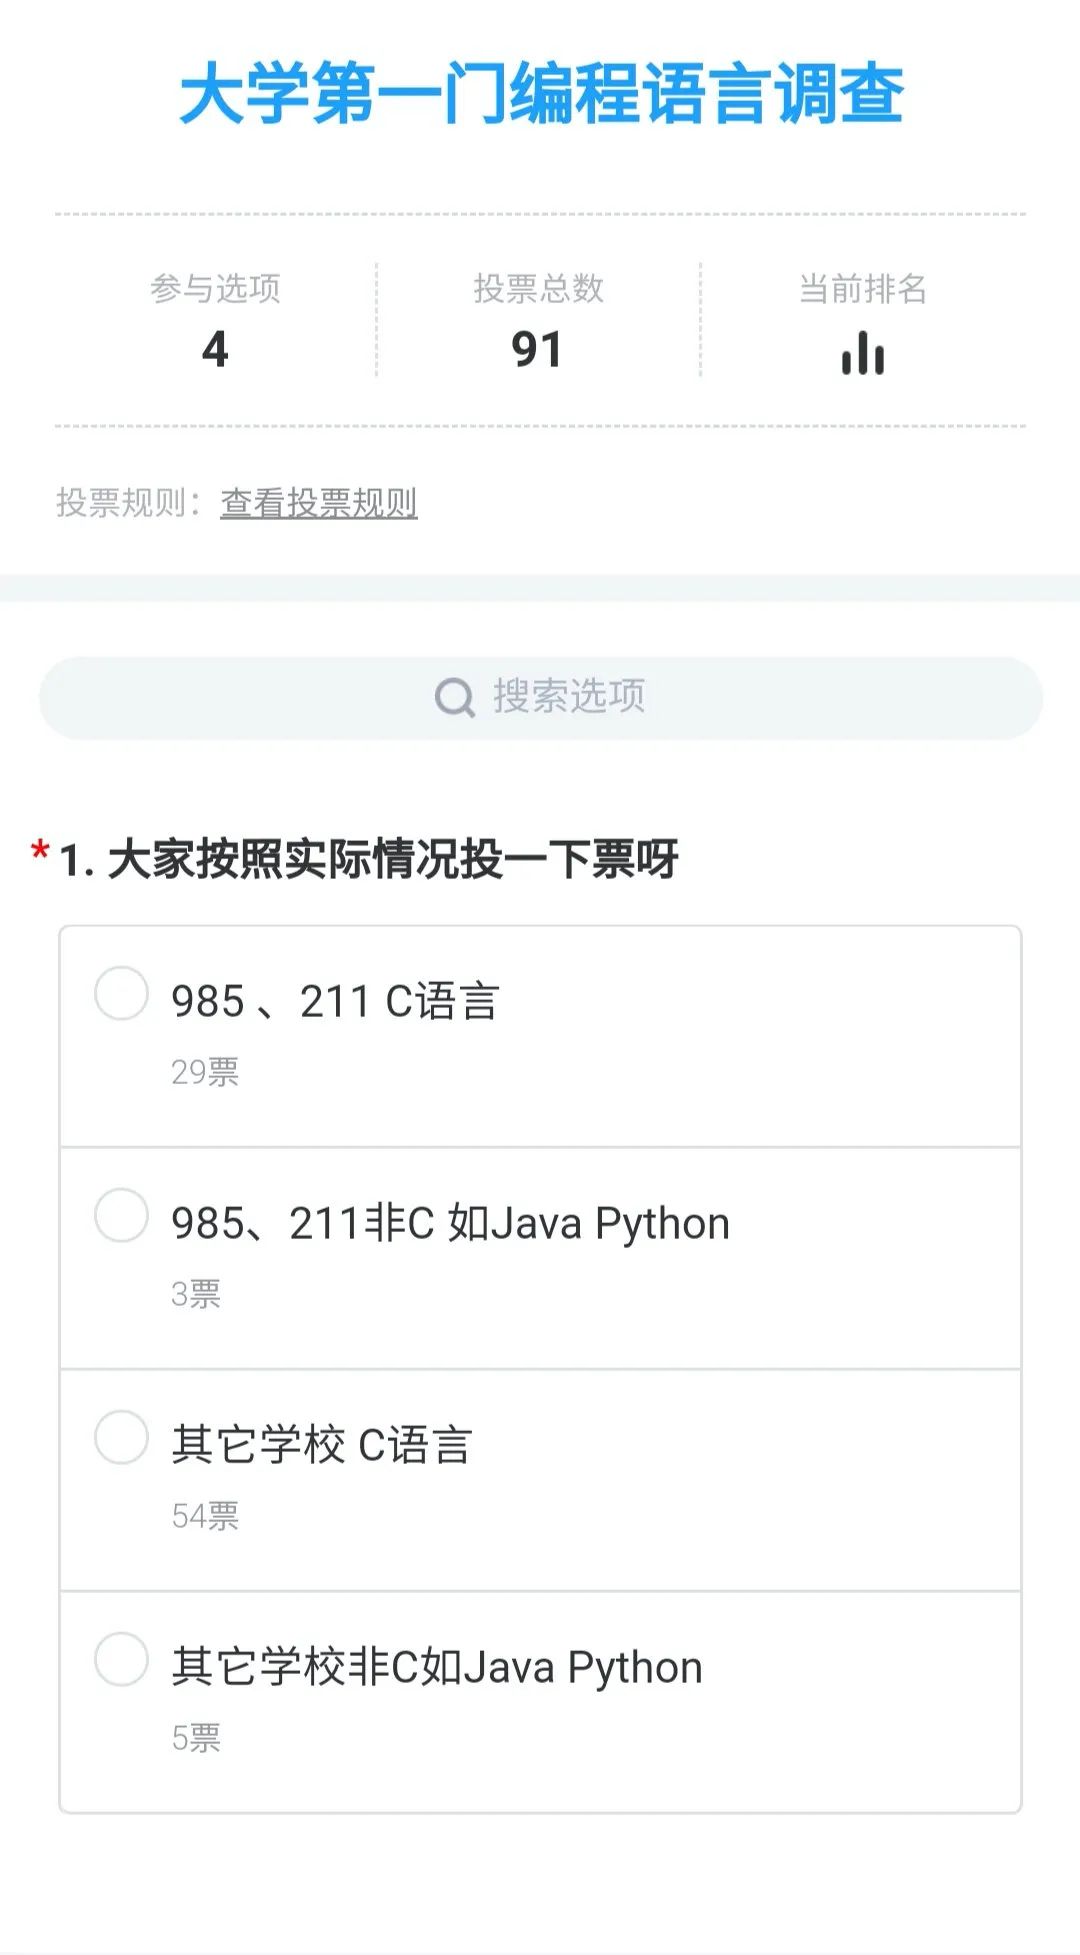 大学第一门编程语言调查
参与选项 投票总数 当前排名
4 91
投票规则：查看投票规则
搜索选项
* 1. 大家按照实际情况投一下票呀
985 、211 C语言
29票
985、211非C 如Java Python
3票
其它学校 C语言
54票
其它学校非C如Java Python
5票